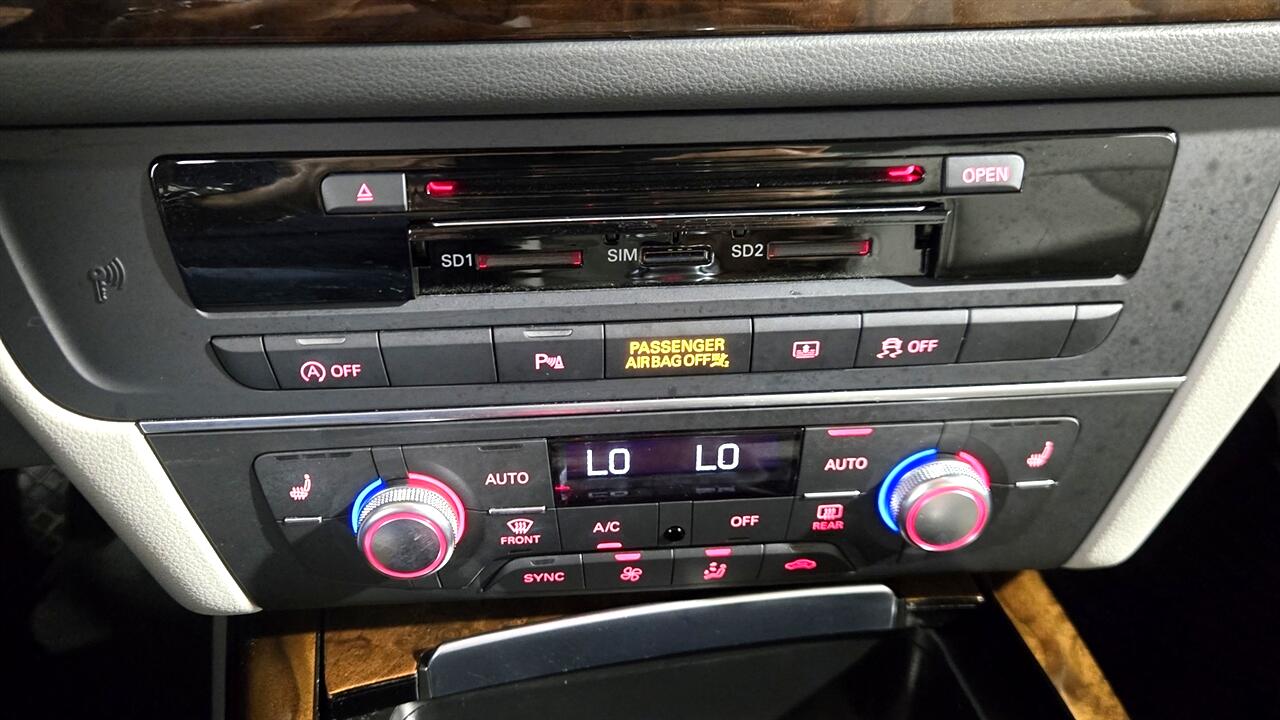 OPEN
SD1 SIM SD2
A OFF
P
PASSENGER
AIRBAG OFF
OFF
AUTO
LO LO
AUTO
FRONT
A/C
OFF
REAR
SYNC